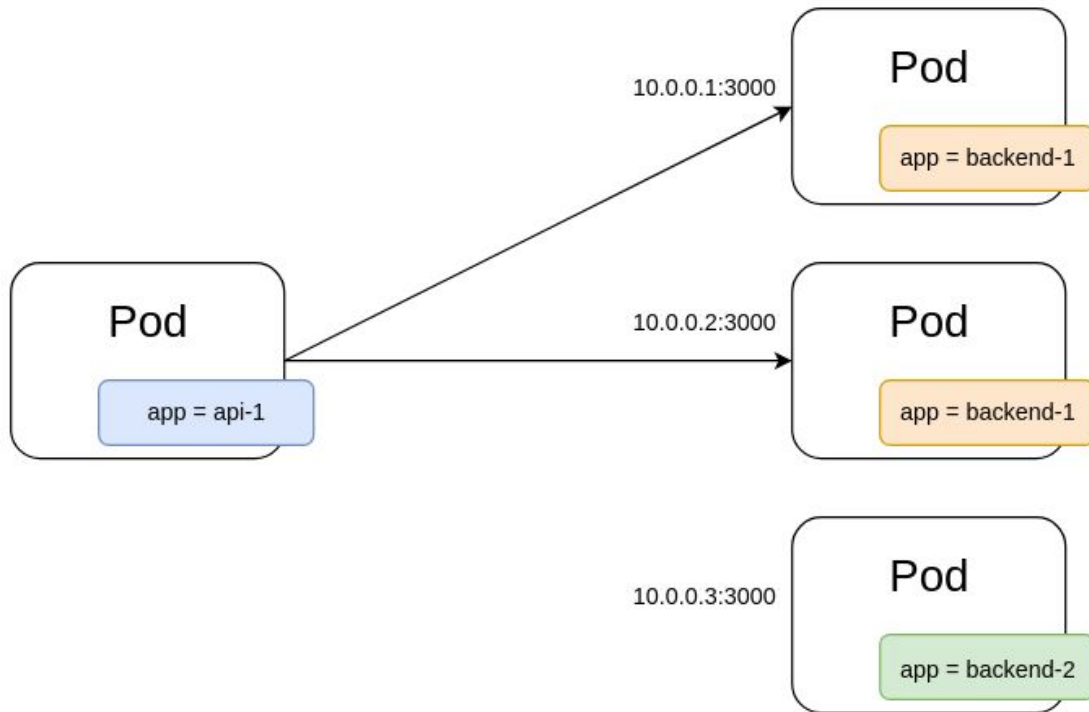 Pod
10.0.0.1:3000
app = backend-1
Pod
app = api-1
10.0.0.2:3000
Pod
app = backend-1
10.0.0.3:3000
Pod
app = backend-2